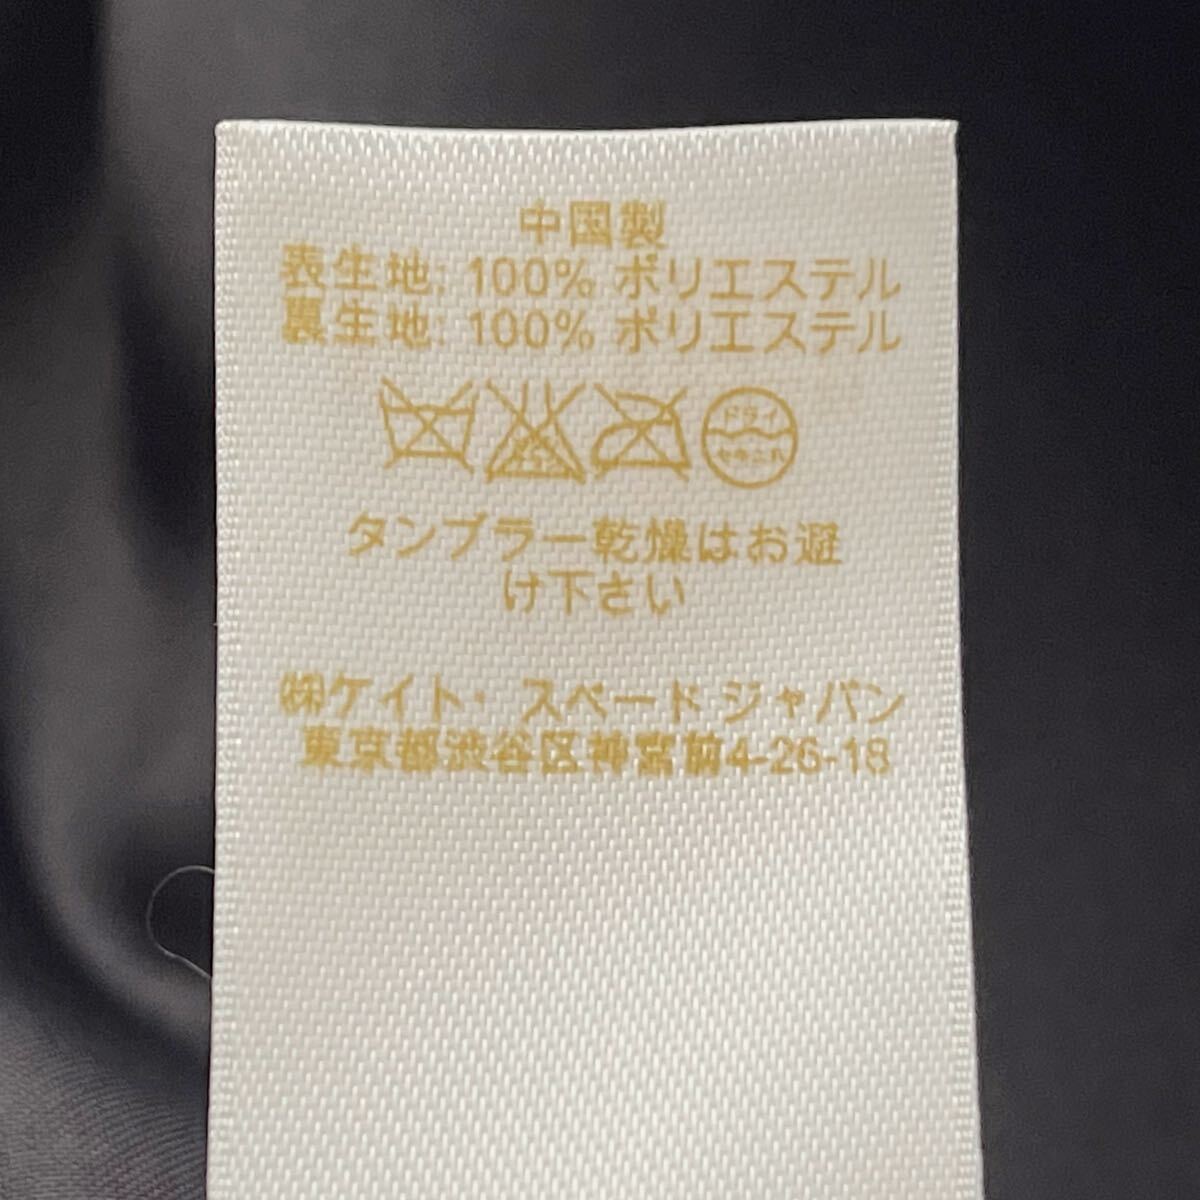 中国製
表生地: 100% ポリエステル
裏生地: 100% ポリエステル
ドライ
セキユ系
タンブラー乾燥はお避
け下さい
㈱ケイト・スペード ジャパン
東京都渋谷区神宮前4-26-18